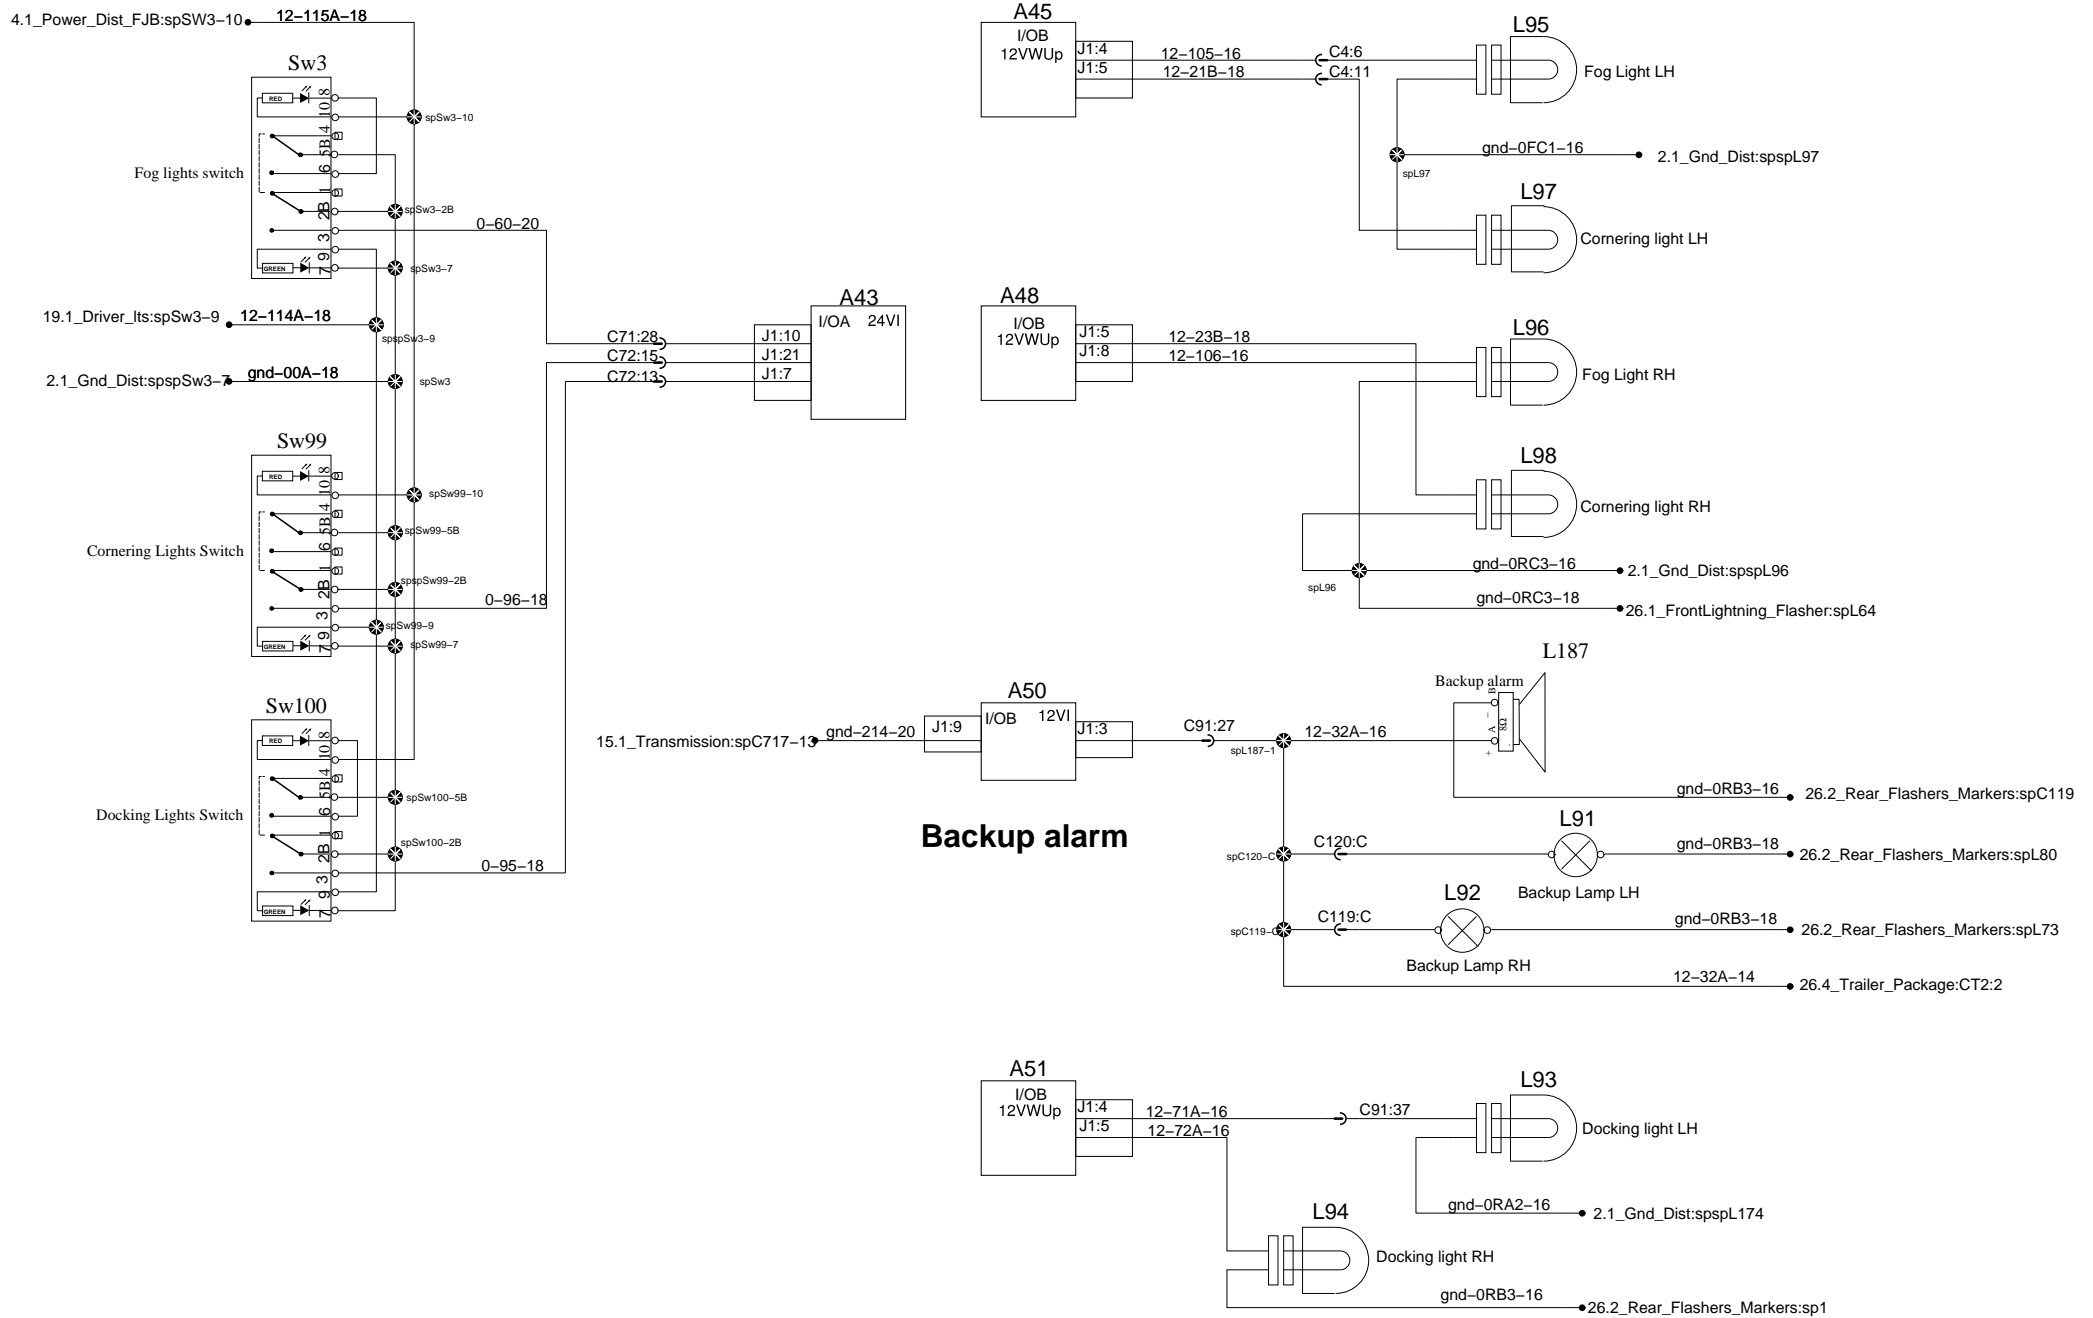 4.1_Power_Dist_FJB:spSW3−10
12−115A−18
Sw3
RED
8
10
4
5B
6
1
2B
3
9
7
GREEN
Fog lights switch
spSw3−10
spSw3−2B
0−60−20
spSw3−7
19.1_Driver_lts:spSw3−9
12−114A−18
spspSw3−9
2.1_Gnd_Dist:spspSw3−7
gnd−00A−18
spSw3
Sw99
RED
8
10
4
5B
6
1
2B
3
9
7
GREEN
Cornering Lights Switch
spSw99−10
spSw99−5B
spspSw99−2B
0−96−18
spSw99−9
spSw99−7
Sw100
RED
8
10
4
5B
6
1
2B
3
9
7
GREEN
Docking Lights Switch
spSw100−5B
spSw100−2B
0−95−18
C71:28
C72:15
C72:13
A43
I/OA
24VI
J1:10
J1:21
J1:7
A45
I/OB
12VWUp
J1:4
J1:5
12−105−16
12−21B−18
C4:6
C4:11
L95
Fog Light LH
gnd−0FC1−16
2.1_Gnd_Dist:spspL97
spL97
L97
Cornering light LH
A48
I/OB
12VWUp
J1:5
J1:8
12−23B−18
12−106−16
L96
Fog Light RH
L98
Cornering light RH
gnd−0RC3−16
2.1_Gnd_Dist:spspL96
spL96
gnd−0RC3−18
26.1_FrontLightning_Flasher:spL64
L187
Backup alarm
B
−
8Ω
A
+
A50
I/OB
12VI
15.1_Transmission:spC717−13
gnd−214−20
J1:9
J1:3
C91:27
spL187−1
12−32A−16
gnd−0RB3−16
26.2_Rear_Flashers_Markers:spC119
Backup alarm
L91
spC120−C
C120:C
gnd−0RB3−18
26.2_Rear_Flashers_Markers:spL80
Backup Lamp LH
L92
spC119−C
C119:C
gnd−0RB3−18
26.2_Rear_Flashers_Markers:spL73
Backup Lamp RH
12−32A−14
26.4_Trailer_Package:CT2:2
A51
I/OB
12VWUp
J1:4
J1:5
12−71A−16
12−72A−16
C91:37
L93
Docking light LH
gnd−0RA2−16
2.1_Gnd_Dist:spspL174
L94
Docking light RH
gnd−0RB3−16
26.2_Rear_Flashers_Markers:sp1